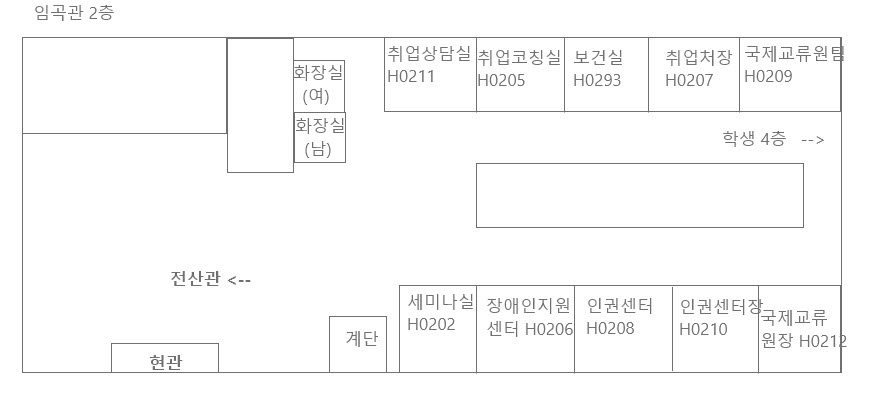 임곡관 2층
화장실
(여)
화장실
(남)
취업상담실
H0211
취업코칭실
H0205
보건실
H0293
취업처장
H0207
국제교류원팀
H0209
학생 4층 -->
전산관 <--
현관
계단
세미나실
H0202
장애인지원
센터 H0206
인권센터
H0208
인권센터장
H0210
국제교류
원장 H0212